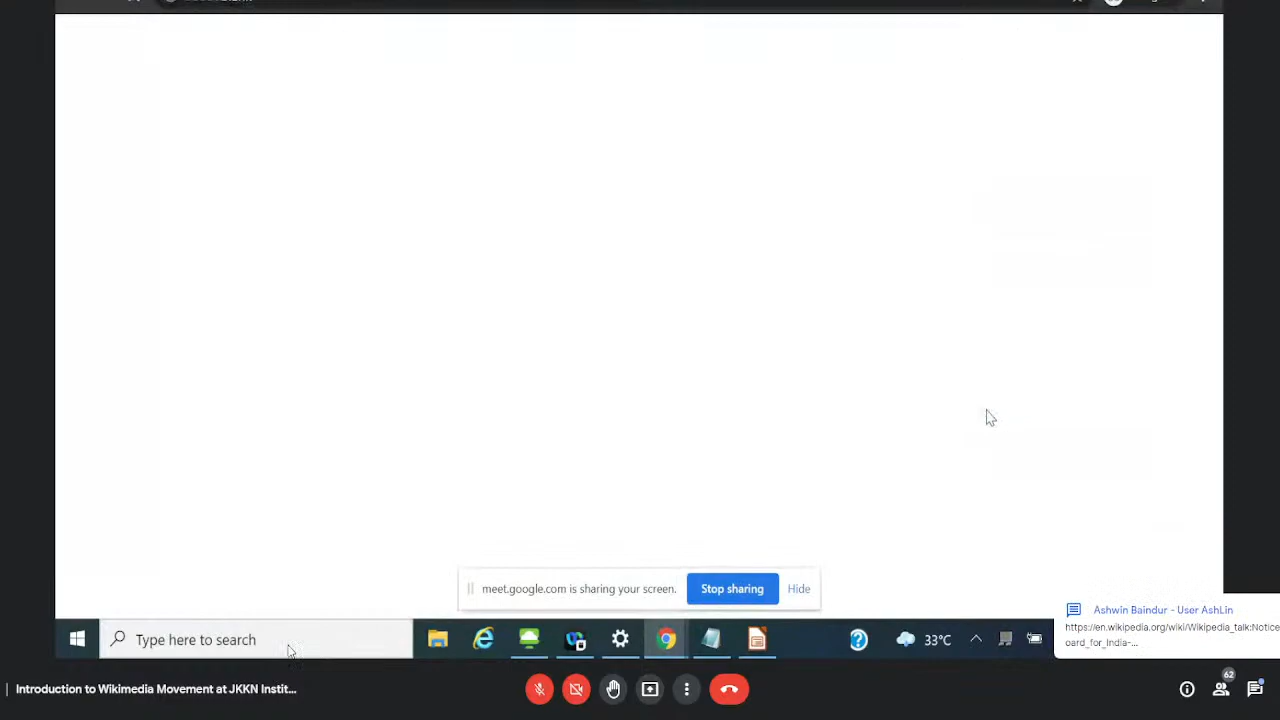 meet.google.com is sharing your screen. Stop sharing Hide
Type here to search
33°C
Ashwin Baindur - User AshLin
https://en.wikipedia.org/wiki/Wikipedia_talk:Notice
oard_for_India-...
Introduction to Wikimedia Movement at JKKN Instit...
62